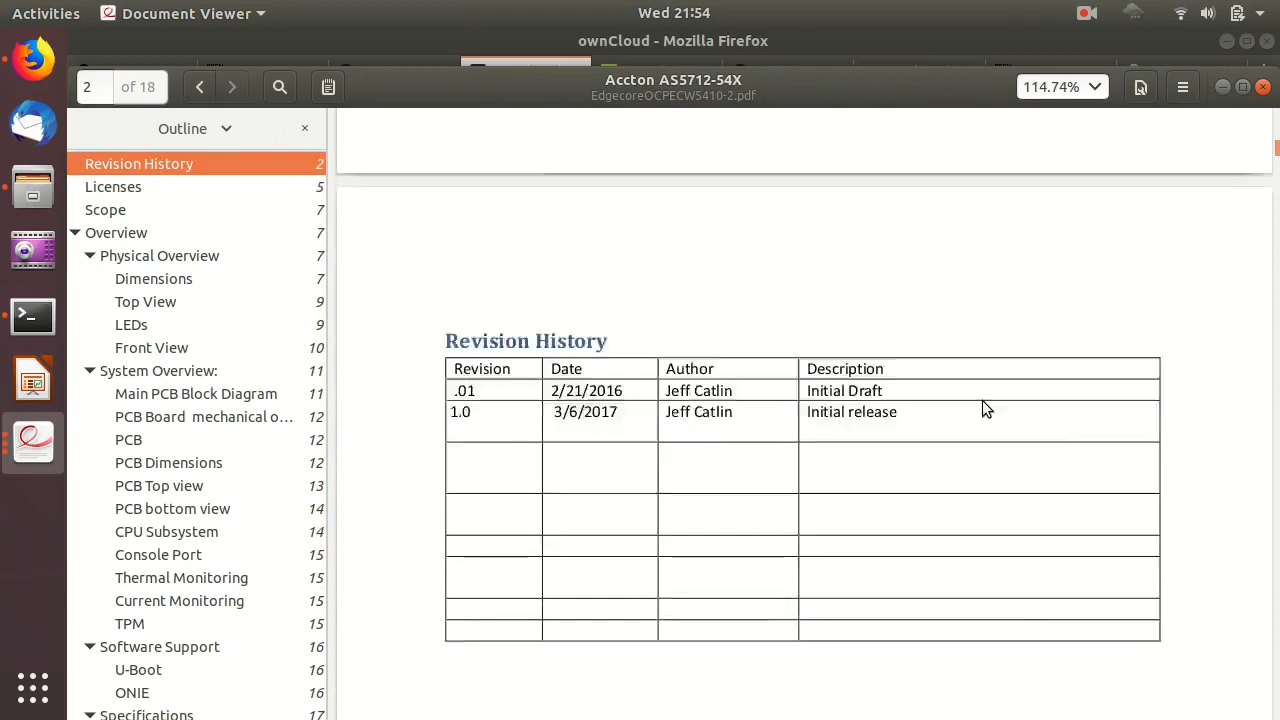 Activities Document Viewer Wed 21:54
ownCloud - Mozilla Firefox
2 of 18 Accton AS5712-54X 114.74%
EdgecoreOCPECW5410-2.pdf
Outline ×
Revision History 2
Licenses 5
Scope 7
Overview 7
Physical Overview 7
Dimensions 7
Top View 9
LEDs 9
Front View 10
System Overview: 11
Main PCB Block Diagram 11
PCB Board mechanical o... 12
PCB 12
PCB Dimensions 12
PCB Top view 13
PCB bottom view 14
CPU Subsystem 14
Console Port 15
Thermal Monitoring 15
Current Monitoring 15
TPM 15
Software Support 16
U-Boot 16
ONIE 16
Specifications 17
Revision History
Revision Date Author Description
.01 2/21/2016 Jeff Catlin Initial Draft
1.0 3/6/2017 Jeff Catlin Initial release